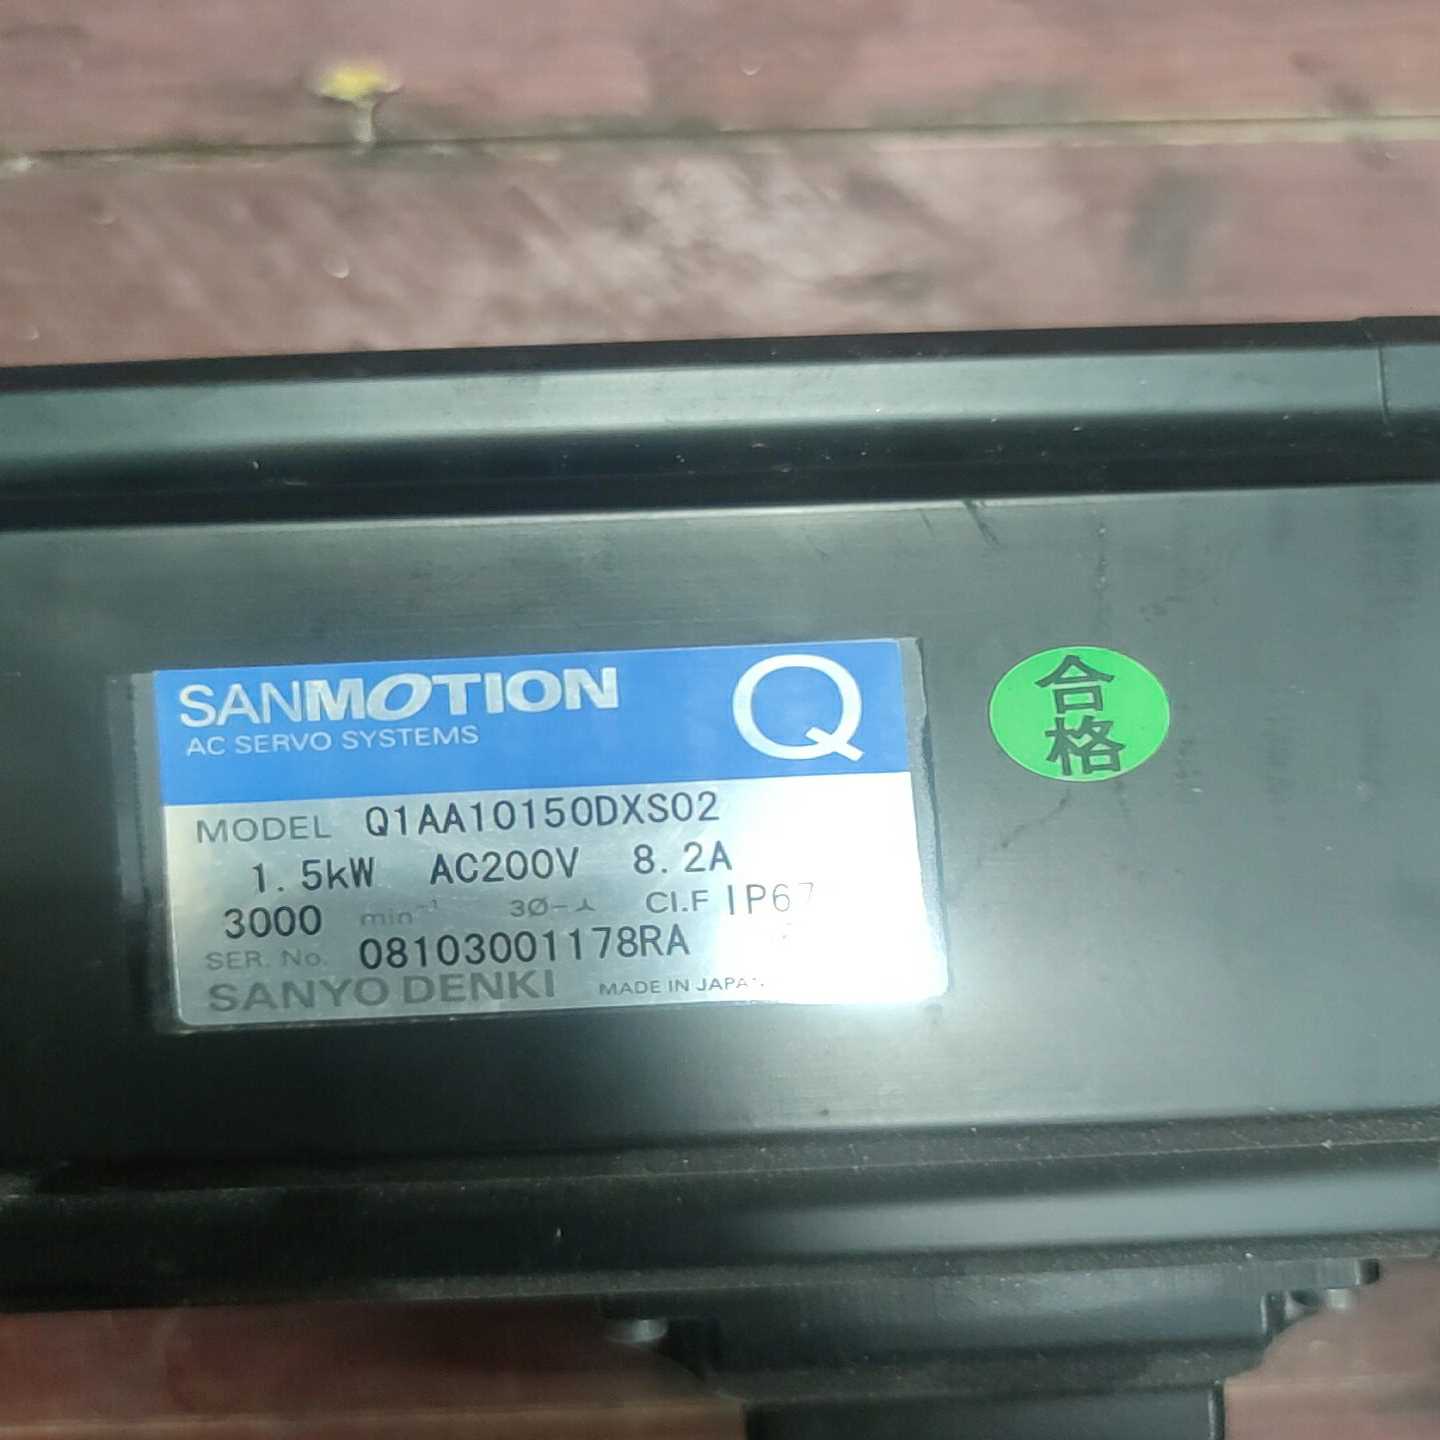 SANMOTION Q
AC SERVO SYSTEMS
MODEL Q1AA10150DXS02
1.5kW AC200V 8.2A
3000 min⁻¹ 3Ø-人 CI.F IP67
SER. No. 08103001178RA
SANYO DENKI MADE IN JAPAN
合
格